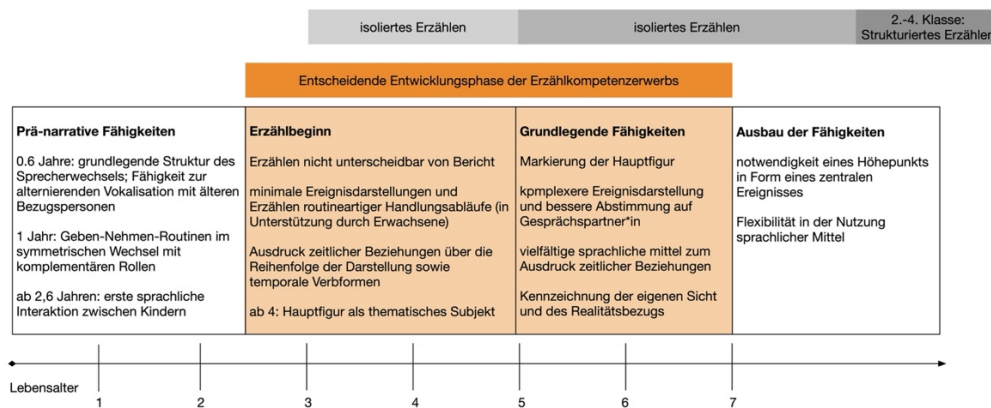 isoliertes Erzählen
isoliertes Erzählen
2.-4. Klasse:
Strukturiertes Erzählen
Entscheidende Entwicklungsphase der Erzählkompetenzerwerbs
Prä-narrative Fähigkeiten
0.6 Jahre: grundlegende Struktur des
Sprecherwechsels; Fähigkeit zur
alternierenden Vokalisation mit älteren
Bezugspersonen
1 Jahr: Geben-Nehmen-Routinen im
symmetrischen Wechsel mit
komplementären Rollen
ab 2,6 Jahren: erste sprachliche
Interaktion zwischen Kindern
Erzählbeginn
Erzählen nicht unterscheidbar von Bericht
minimale Ereignisdarstellungen und
Erzählen routineartiger Handlungsabläufe (in
Unterstützung durch Erwachsene)
Ausdruck zeitlicher Beziehungen über die
Reihenfolge der Darstellung sowie
temporale Verbformen
ab 4: Hauptfigur als thematisches Subjekt
Grundlegende Fähigkeiten
Markierung der Hauptfigur
kpmplexere Ereignisdarstellung
und bessere Abstimmung auf
Gesprächspartner*in
vielfältige sprachliche mittel zum
Ausdruck zeitlicher Beziehungen
Kennzeichnung der eigenen Sicht
und des Realitätsbezugs
Ausbau der Fähigkeiten
notwendigkeit eines Höhepunkts
in Form eines zentralen
Ereignisses
Flexibilität in der Nutzung
sprachlicher Mittel
Lebensalter
1 2 3 4 5 6 7